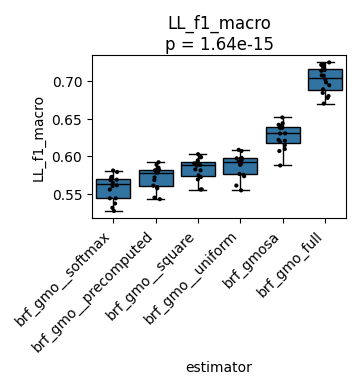 LL_f1_macro
p = 1.64e-15
LL_f1_macro
0.70
0.65
0.60
0.55
brf_gmo__softmax
brf_gmo__precomputed
brf_gmo__square
brf_gmo__uniform
brf_gmosa
brf_gmo_full
estimator